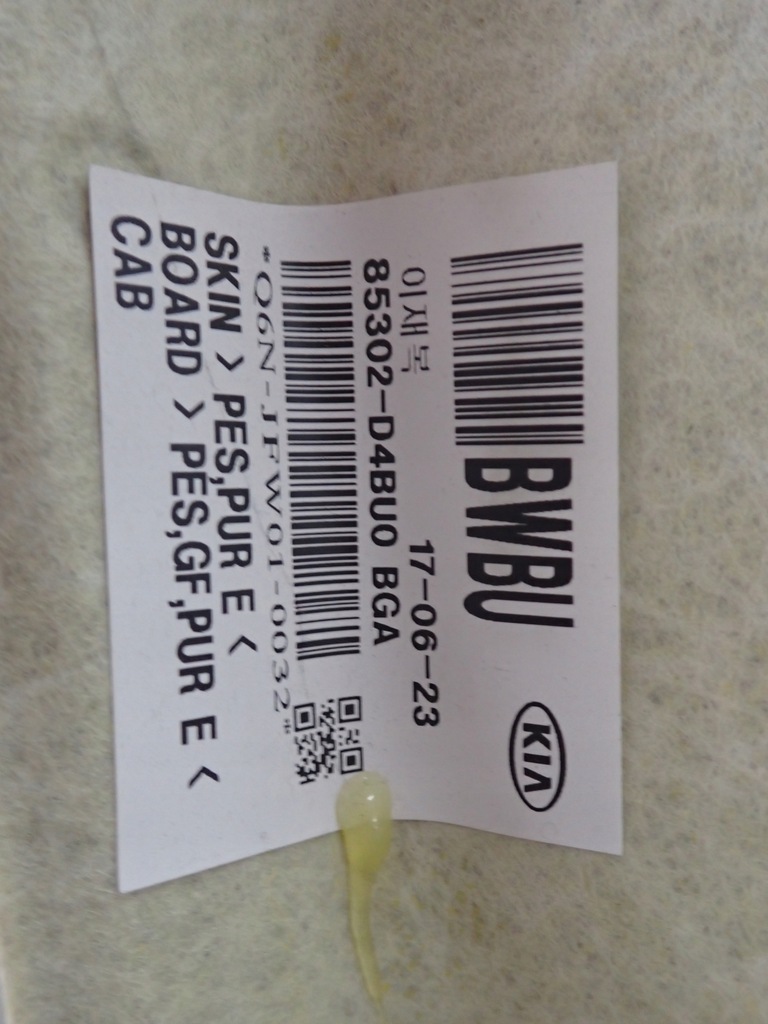 BWBU
KIA
이재복 17-06-23
85302-D4BU0 BGA
*Q6N-JFW01-0032*
SKIN > PES,PUR E <
BOARD > PES,GF,PUR E <
CAB